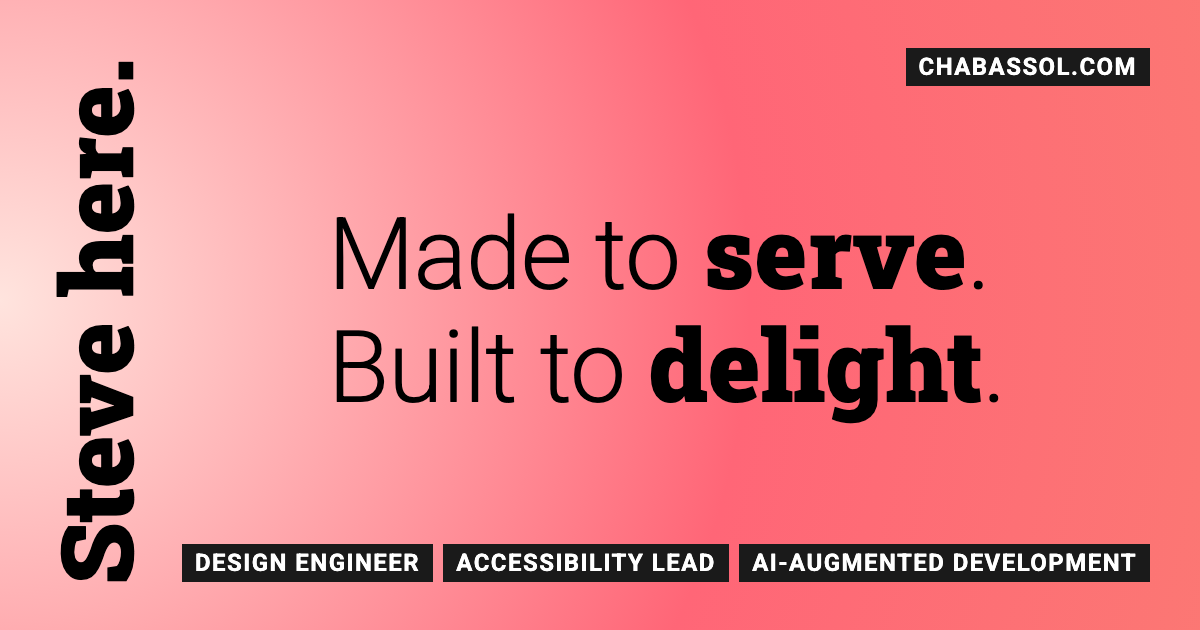 Steve here.
CHABASSOL.COM
Made to serve.
Built to delight.
DESIGN ENGINEER
ACCESSIBILITY LEAD
AI-AUGMENTED DEVELOPMENT